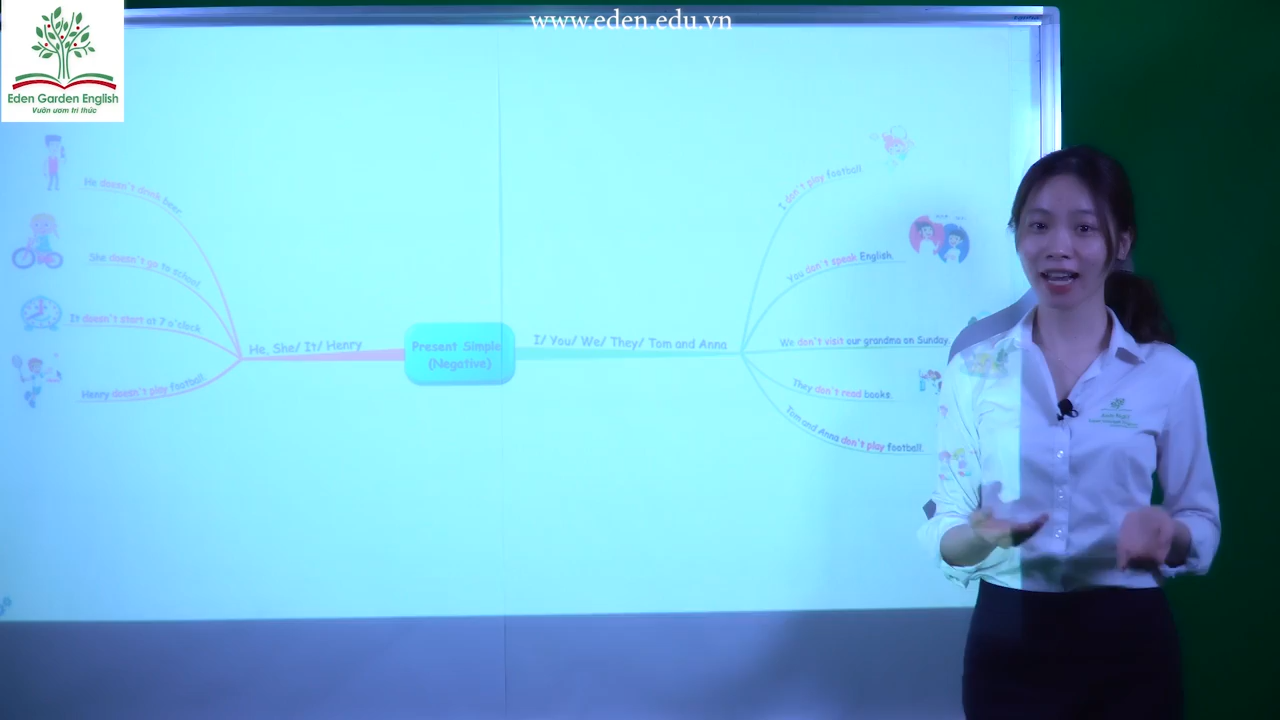 www.eden.edu.vn
Eden Garden English
Vườn ươm tri thức
He doesn't drink beer.
She doesn't go to school.
It doesn't start at 7 o'clock
Henry doesn't play football.
He, She/ It/ Henry
Present Simple
(Negative)
I/ You/ We/ They/ Tom and Anna
I don't play football.
You don't speak English.
We don't visit our grandma on Sunday.
They don't read books.
Tom and Anna don't play football.